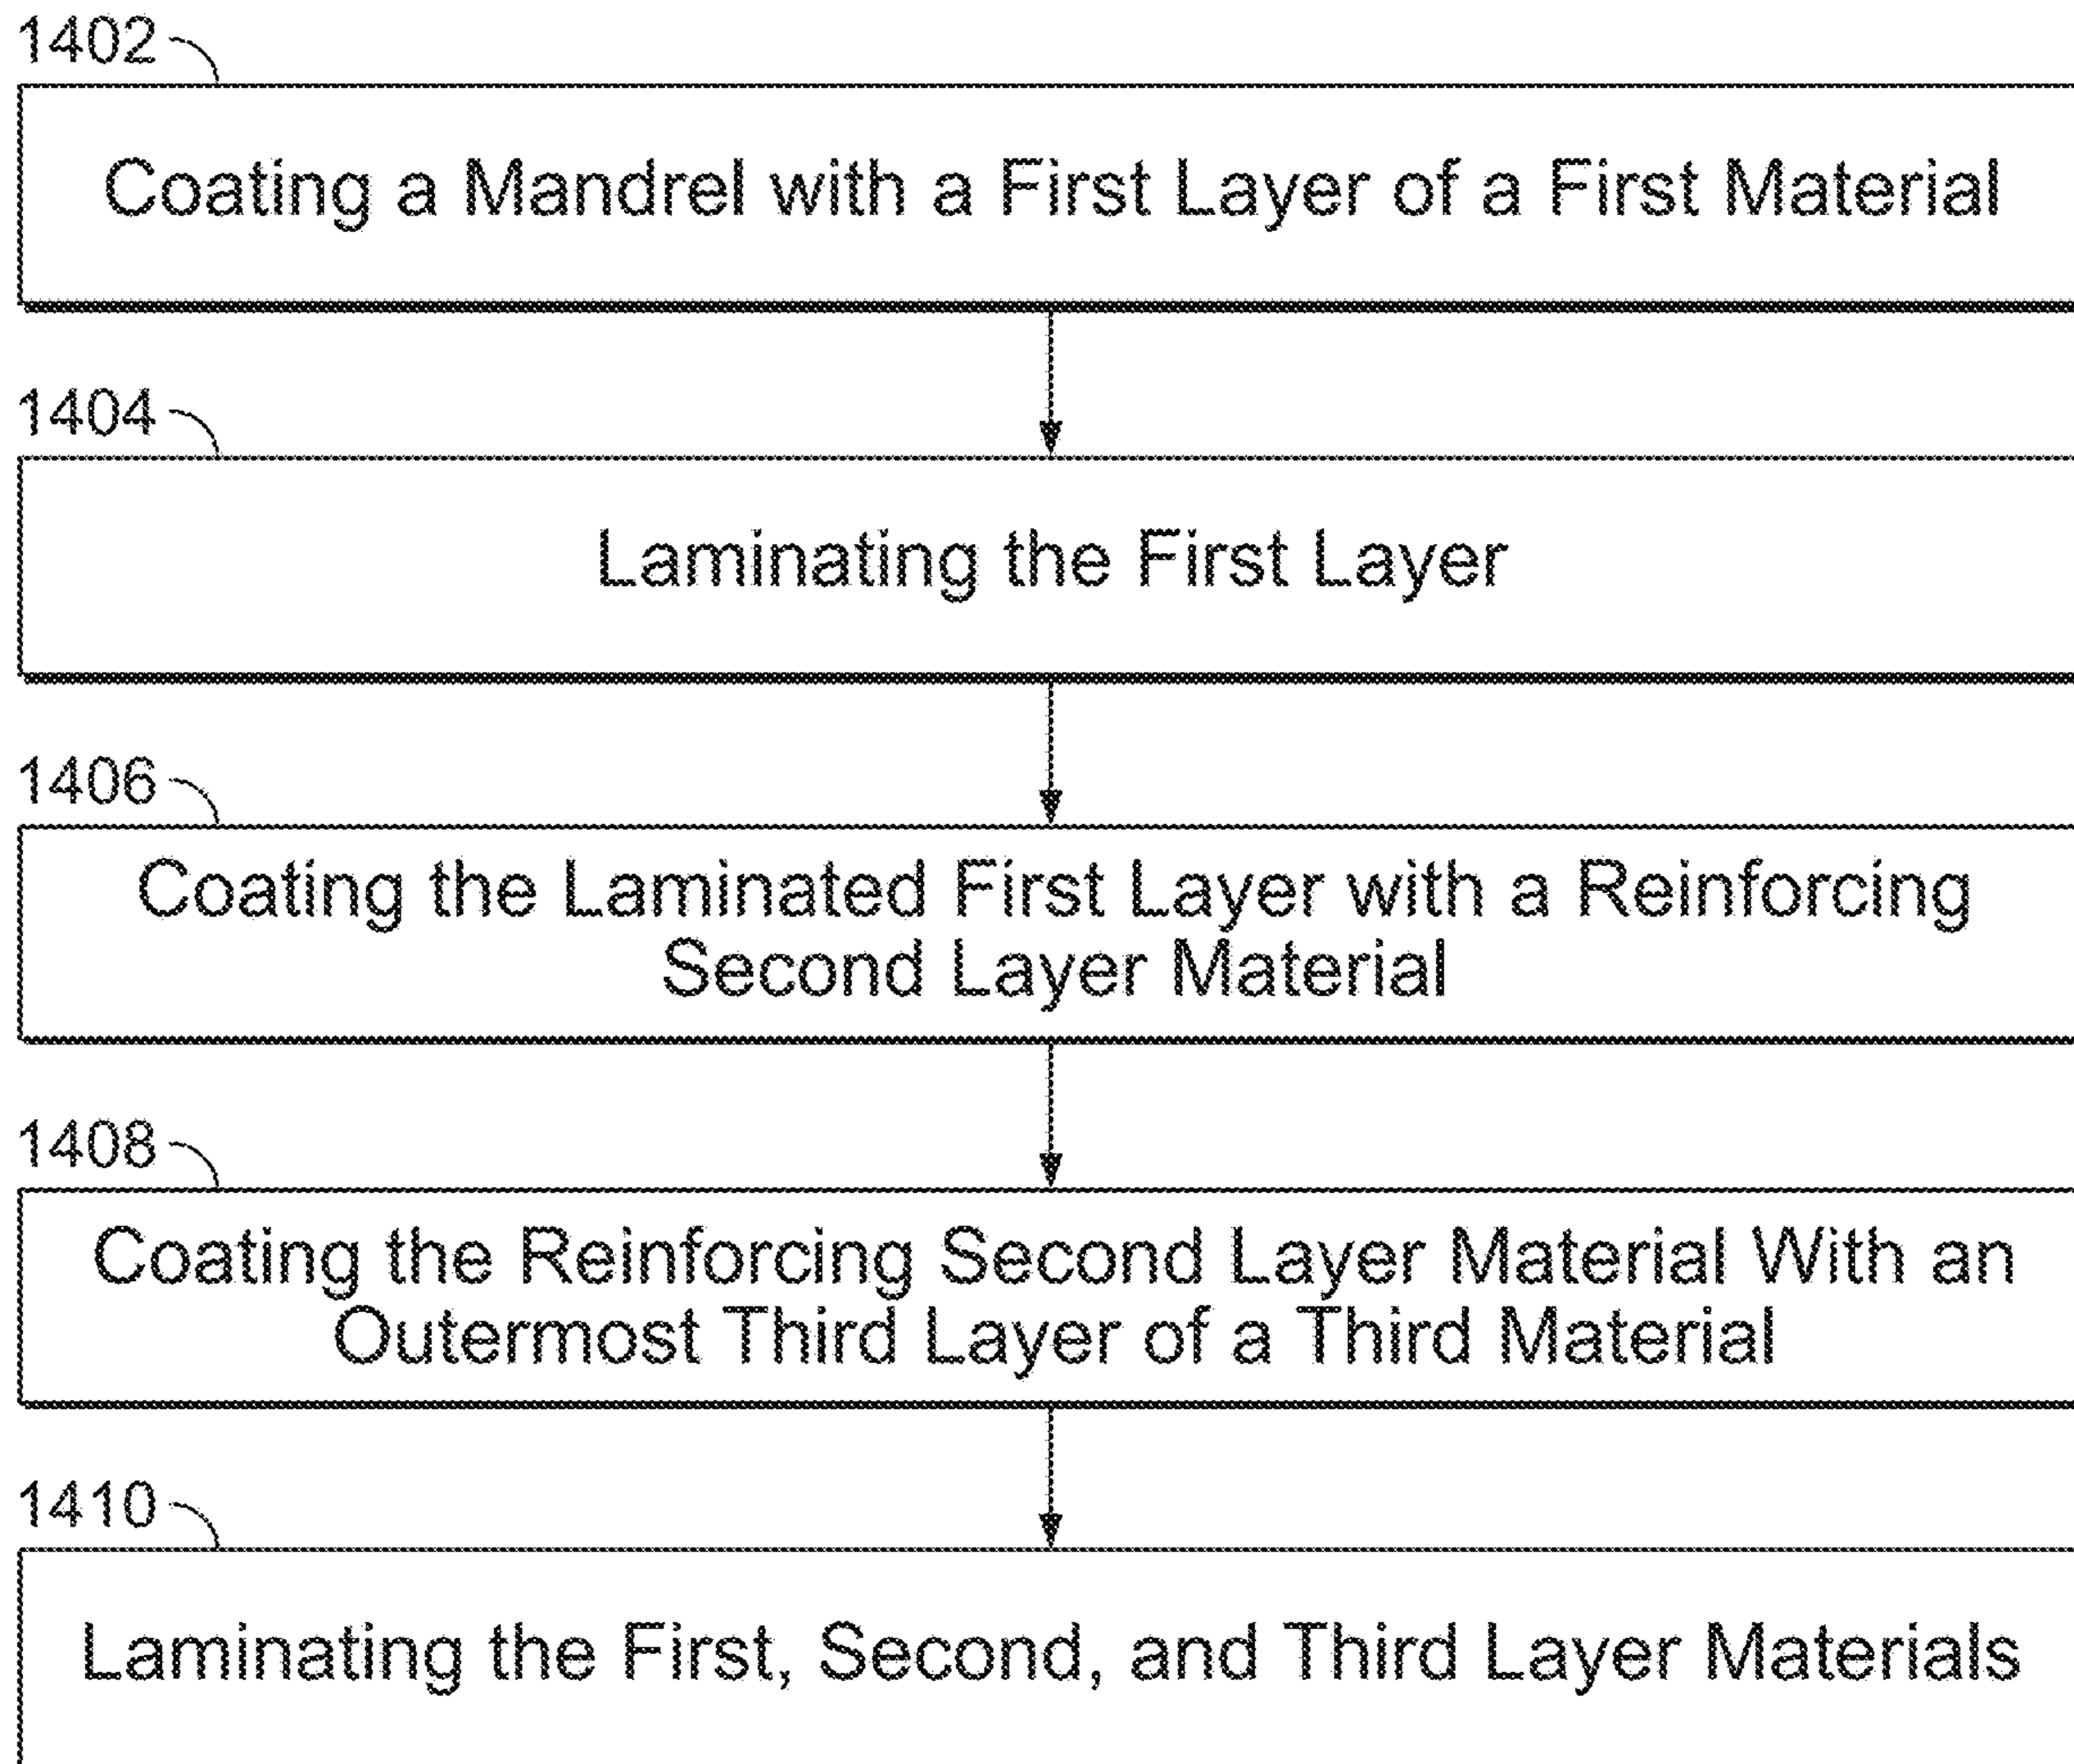 1402
Coating a Mandrel with a First Layer of a First Material
1404
Laminating the First Layer
1406
Coating the Laminated First Layer with a Reinforcing
Second Layer Material
1408
Coating the Reinforcing Second Layer Material With an
Outermost Third Layer of a Third Material
1410
Laminating the First, Second, and Third Layer Materials